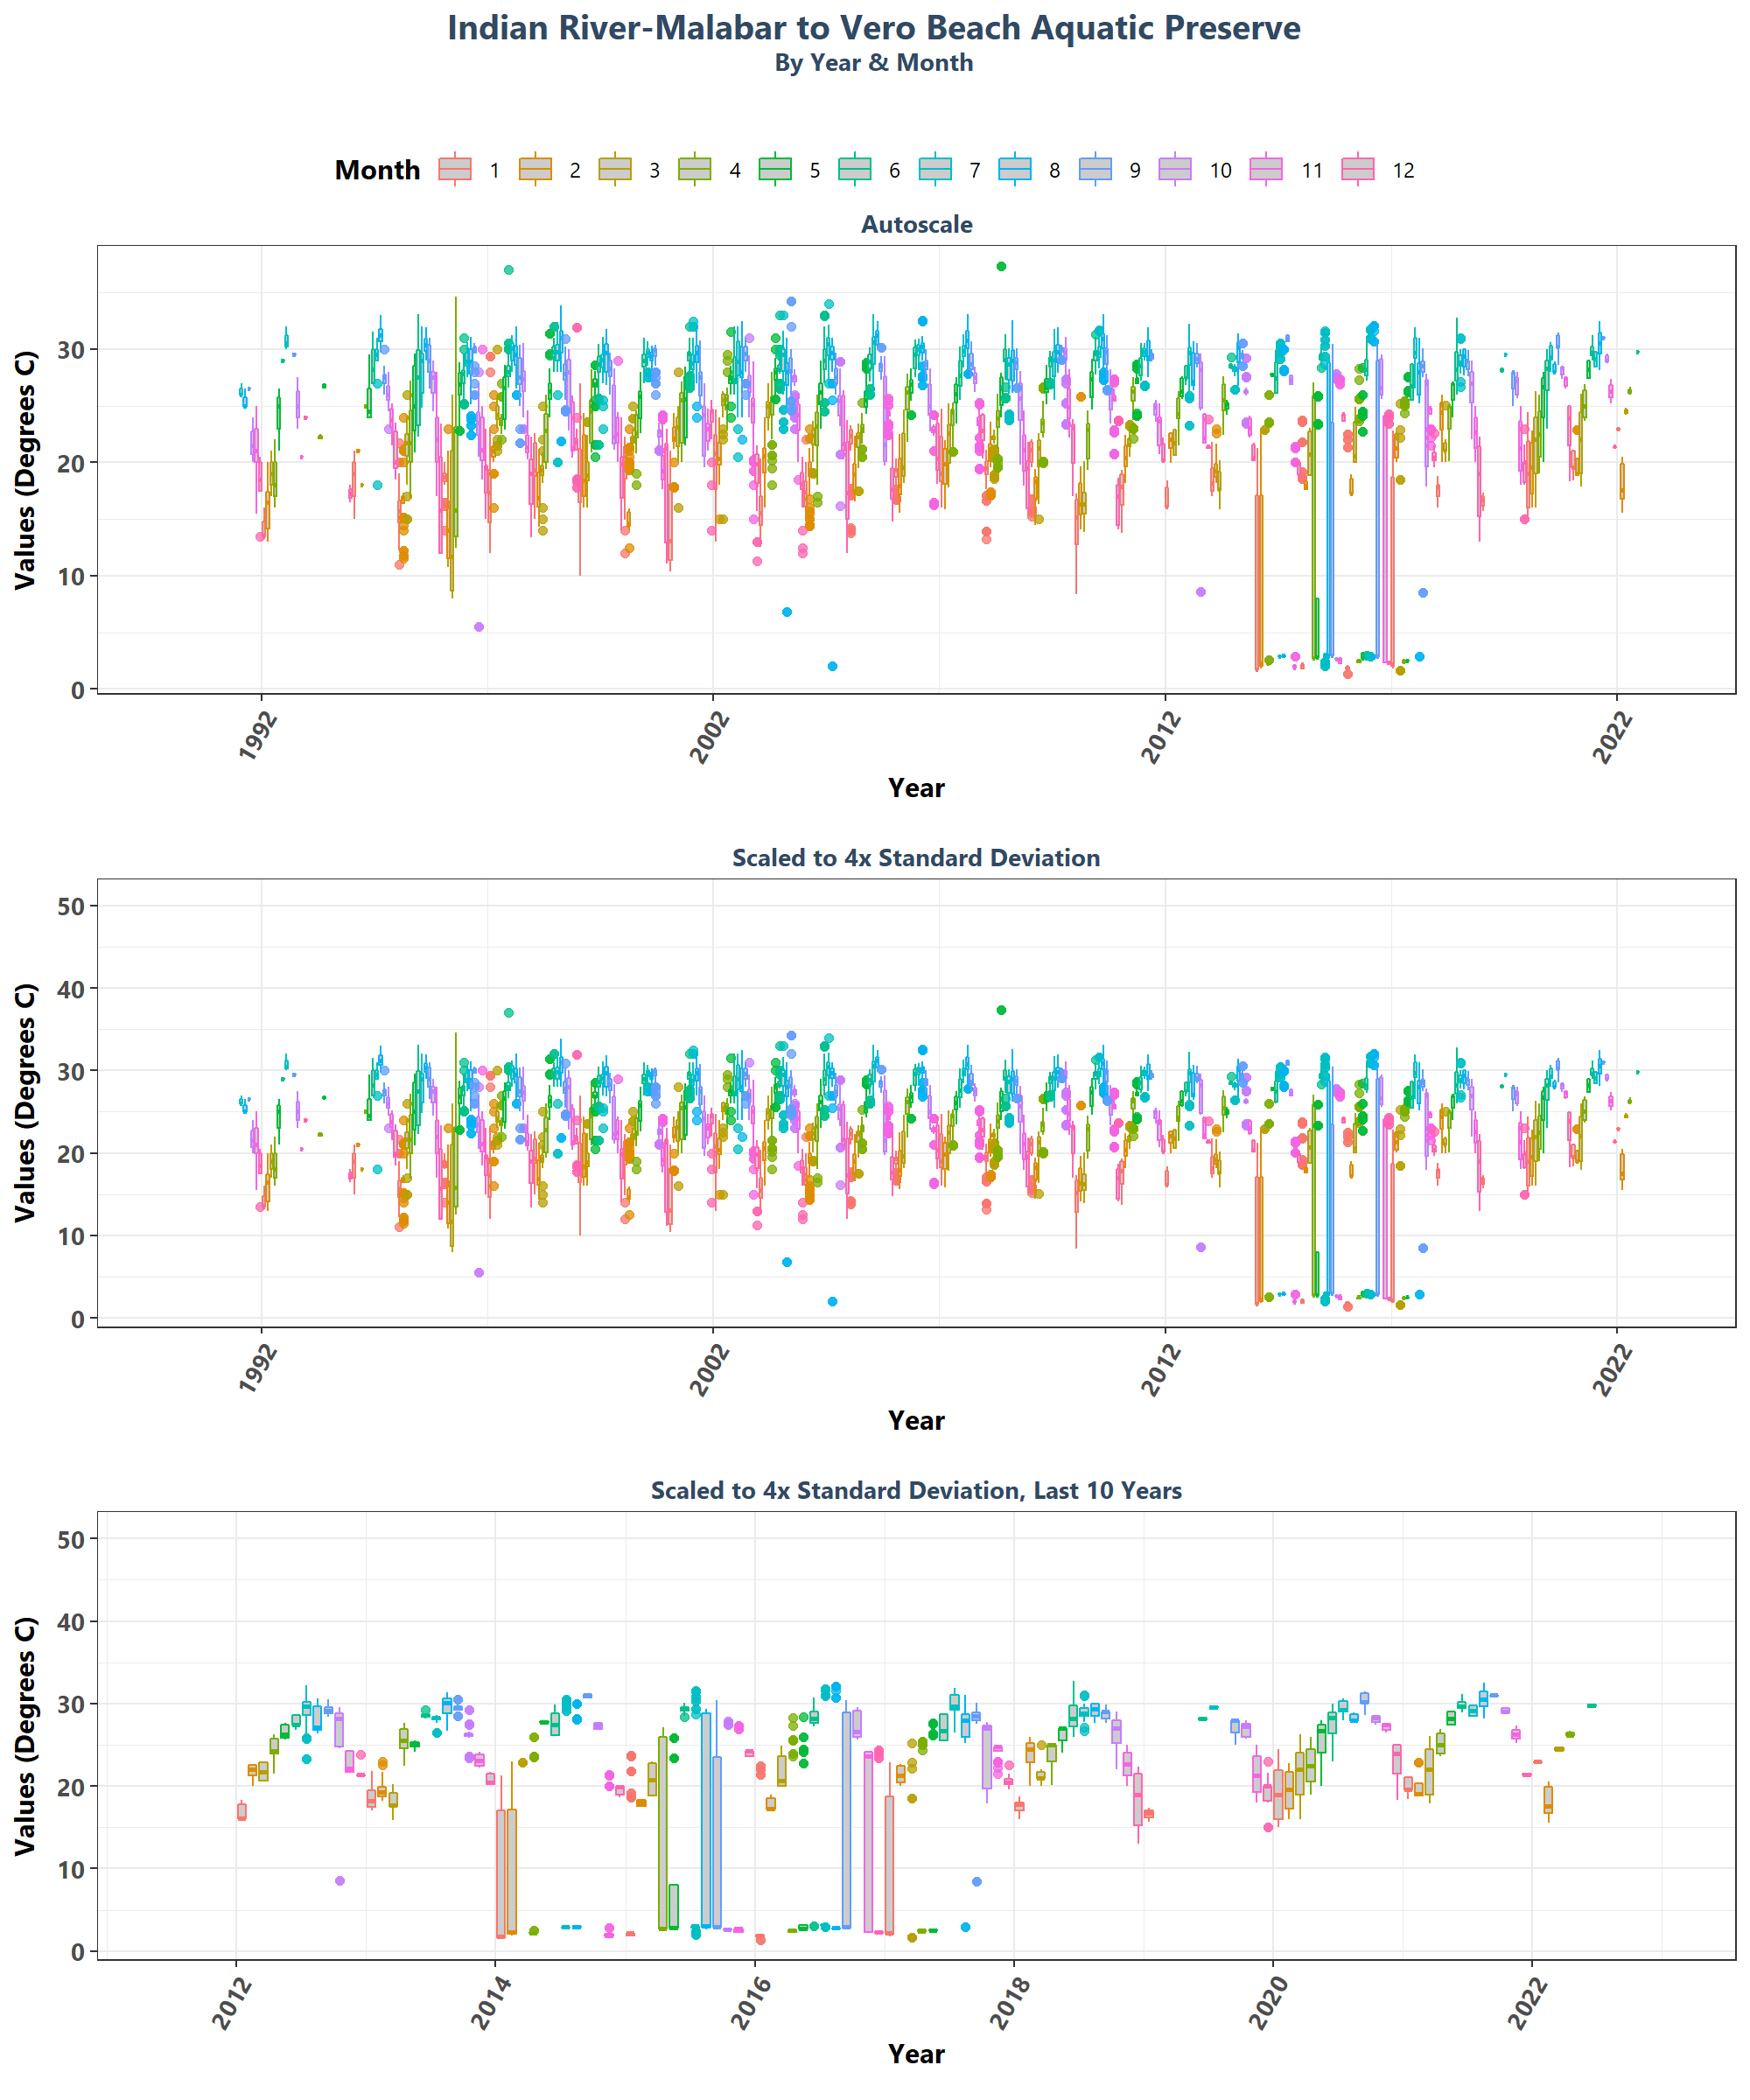 Indian River-Malabar to Vero Beach Aquatic Preserve
By Year & Month
Month 1 2 3 4 5 6 7 8 9 10 11 12
Autoscale
Values (Degrees C)
30
20
10
0
1992 2002 2012 2022
Year
Scaled to 4x Standard Deviation
Values (Degrees C)
50
40
30
20
10
0
1992 2002 2012 2022
Year
Scaled to 4x Standard Deviation, Last 10 Years
Values (Degrees C)
50
40
30
20
10
0
2012 2014 2016 2018 2020 2022
Year